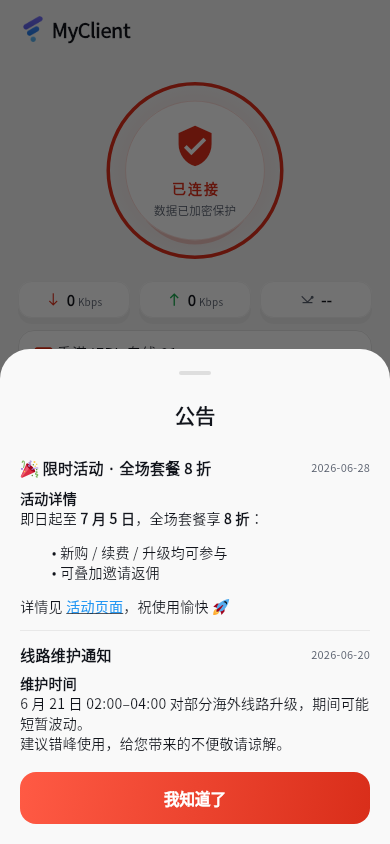 MyClient
已连接
数据已加密保护
0 Kbps
0 Kbps
--
公告
🎉 限时活动 · 全场套餐 8 折
2026-06-28
活动详情
即日起至 7 月 5 日，全场套餐享 8 折：
• 新购 / 续费 / 升级均可参与
• 可叠加邀请返佣
详情见 活动页面，祝使用愉快 🚀
线路维护通知
2026-06-20
维护时间
6 月 21 日 02:00–04:00 对部分海外线路升级，期间可能
短暂波动。
建议错峰使用，给您带来的不便敬请谅解。
我知道了